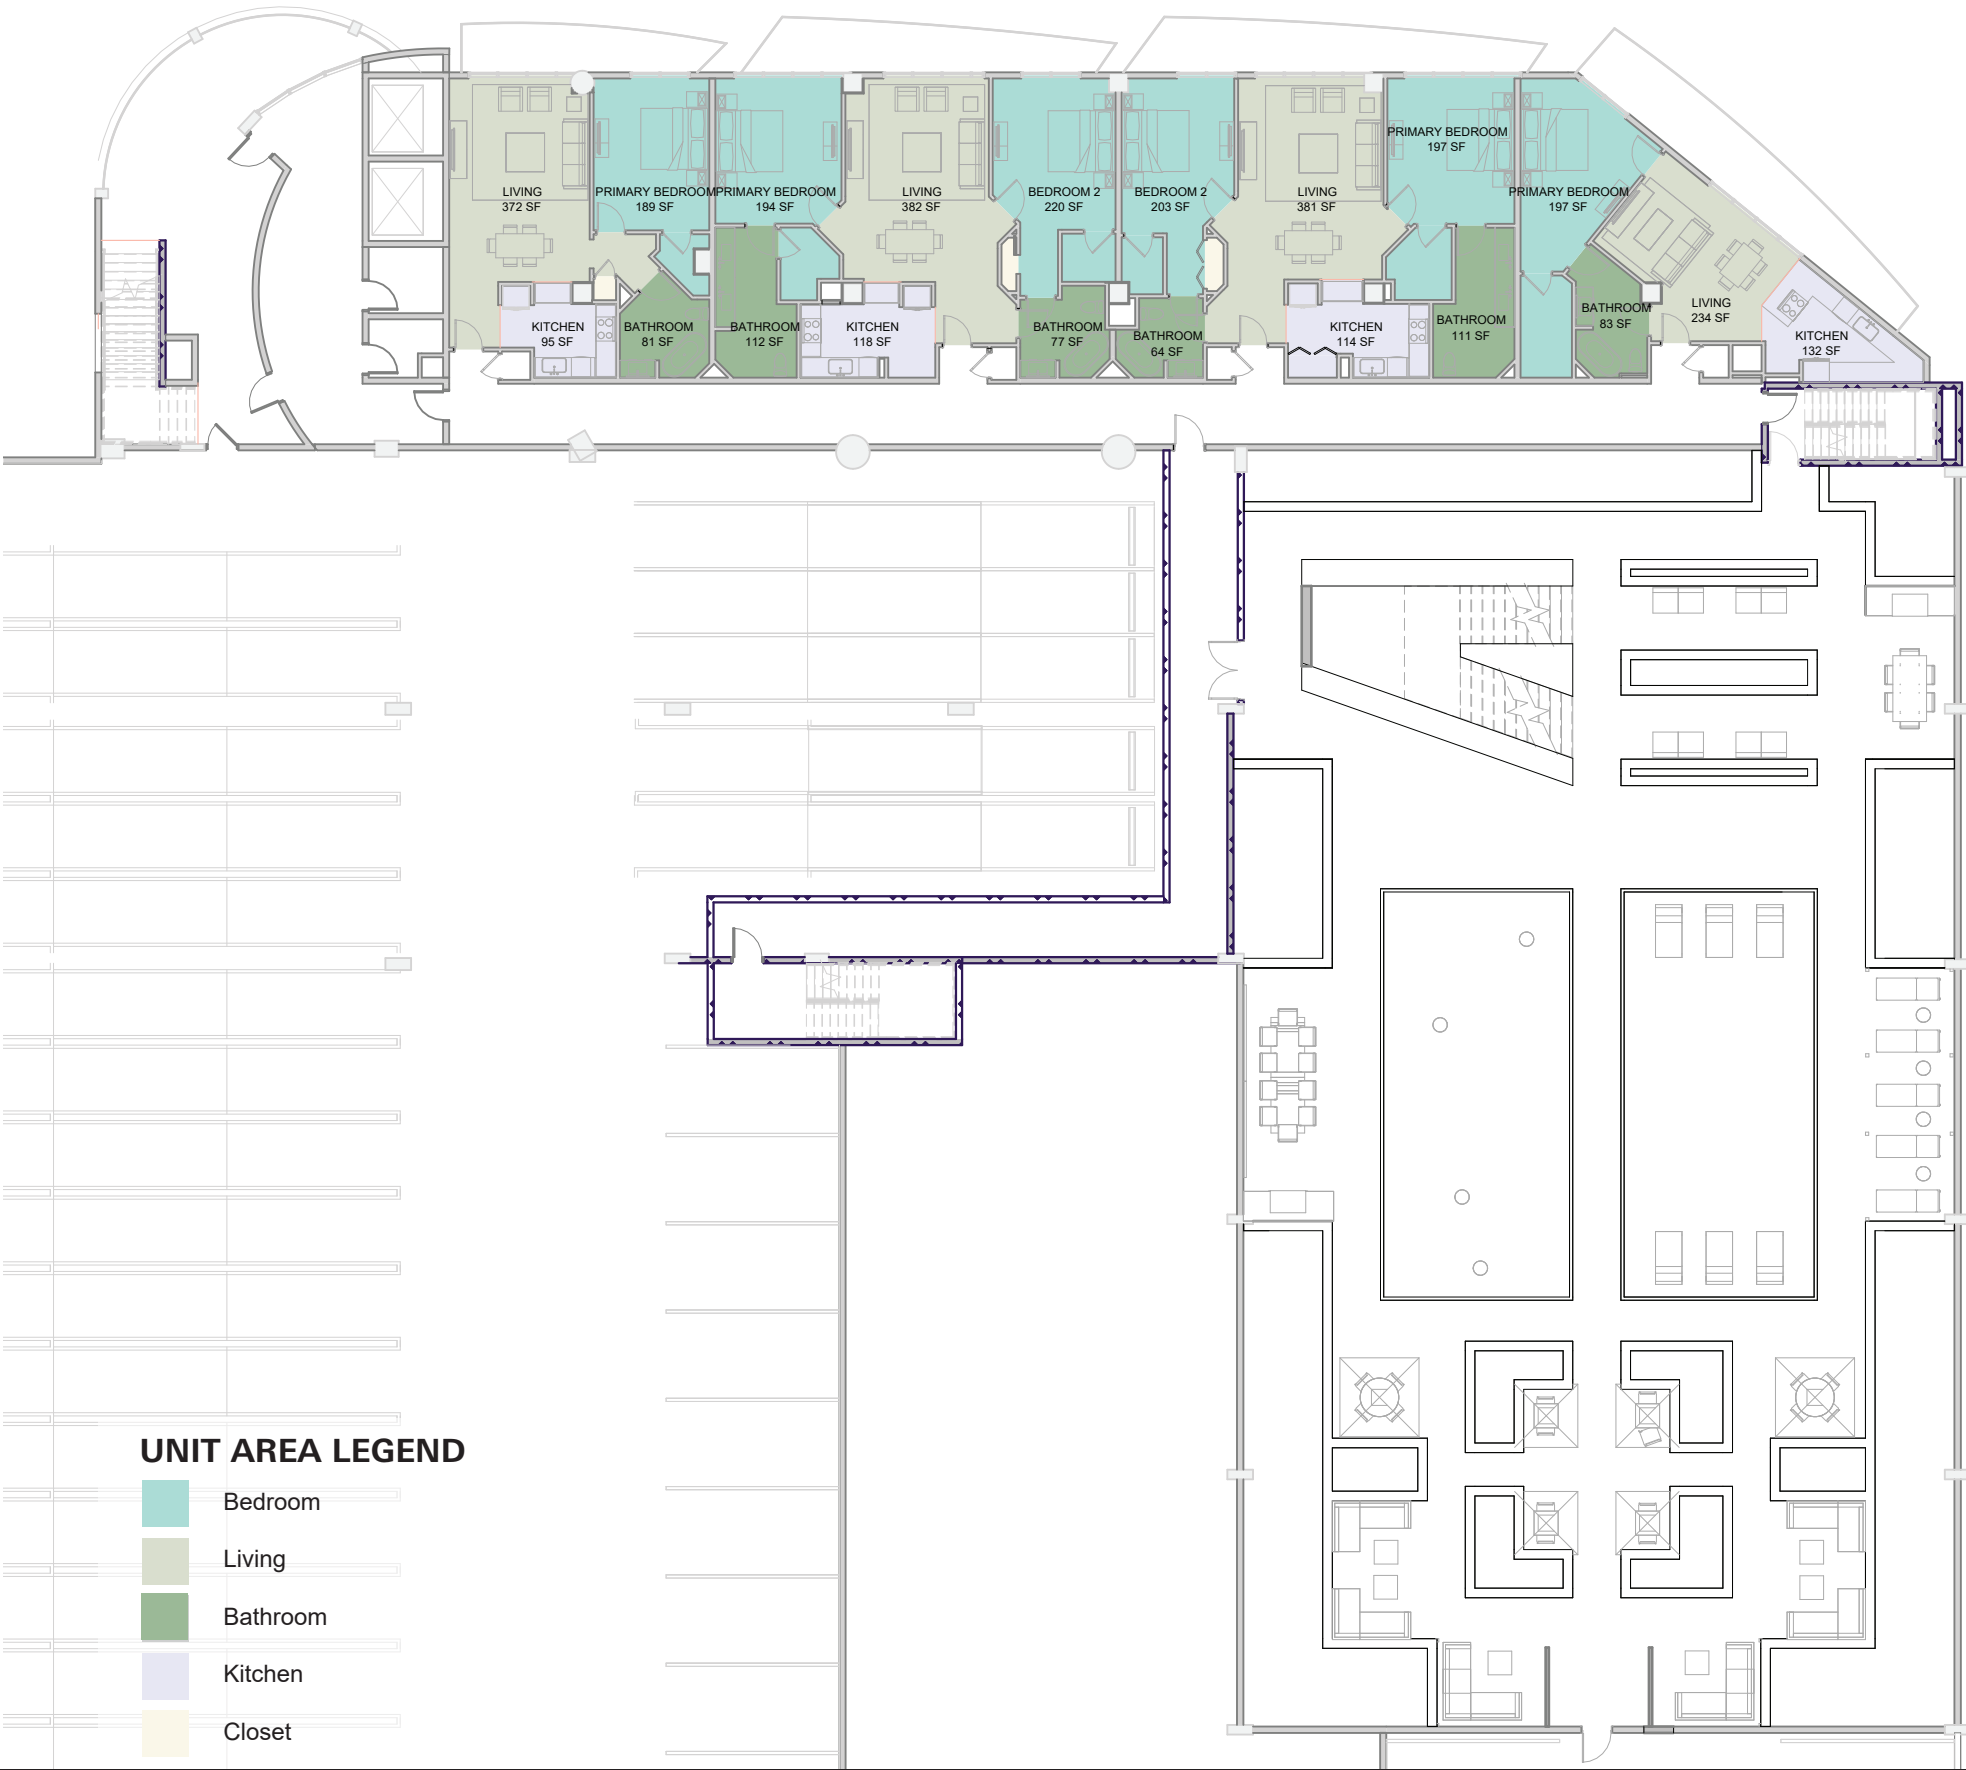 PRIMARY BEDROOM
197 SF
LIVING
372 SF
PRIMARY BEDROOM
189 SF
PRIMARY BEDROOM
194 SF
LIVING
382 SF
BEDROOM 2
220 SF
BEDROOM 2
203 SF
LIVING
381 SF
PRIMARY BEDROOM
197 SF
KITCHEN
95 SF
BATHROOM
81 SF
BATHROOM
112 SF
KITCHEN
118 SF
BATHROOM
77 SF
BATHROOM
64 SF
KITCHEN
114 SF
BATHROOM
111 SF
BATHROOM
83 SF
LIVING
234 SF
KITCHEN
132 SF
UNIT AREA LEGEND
Bedroom
Living
Bathroom
Kitchen
Closet